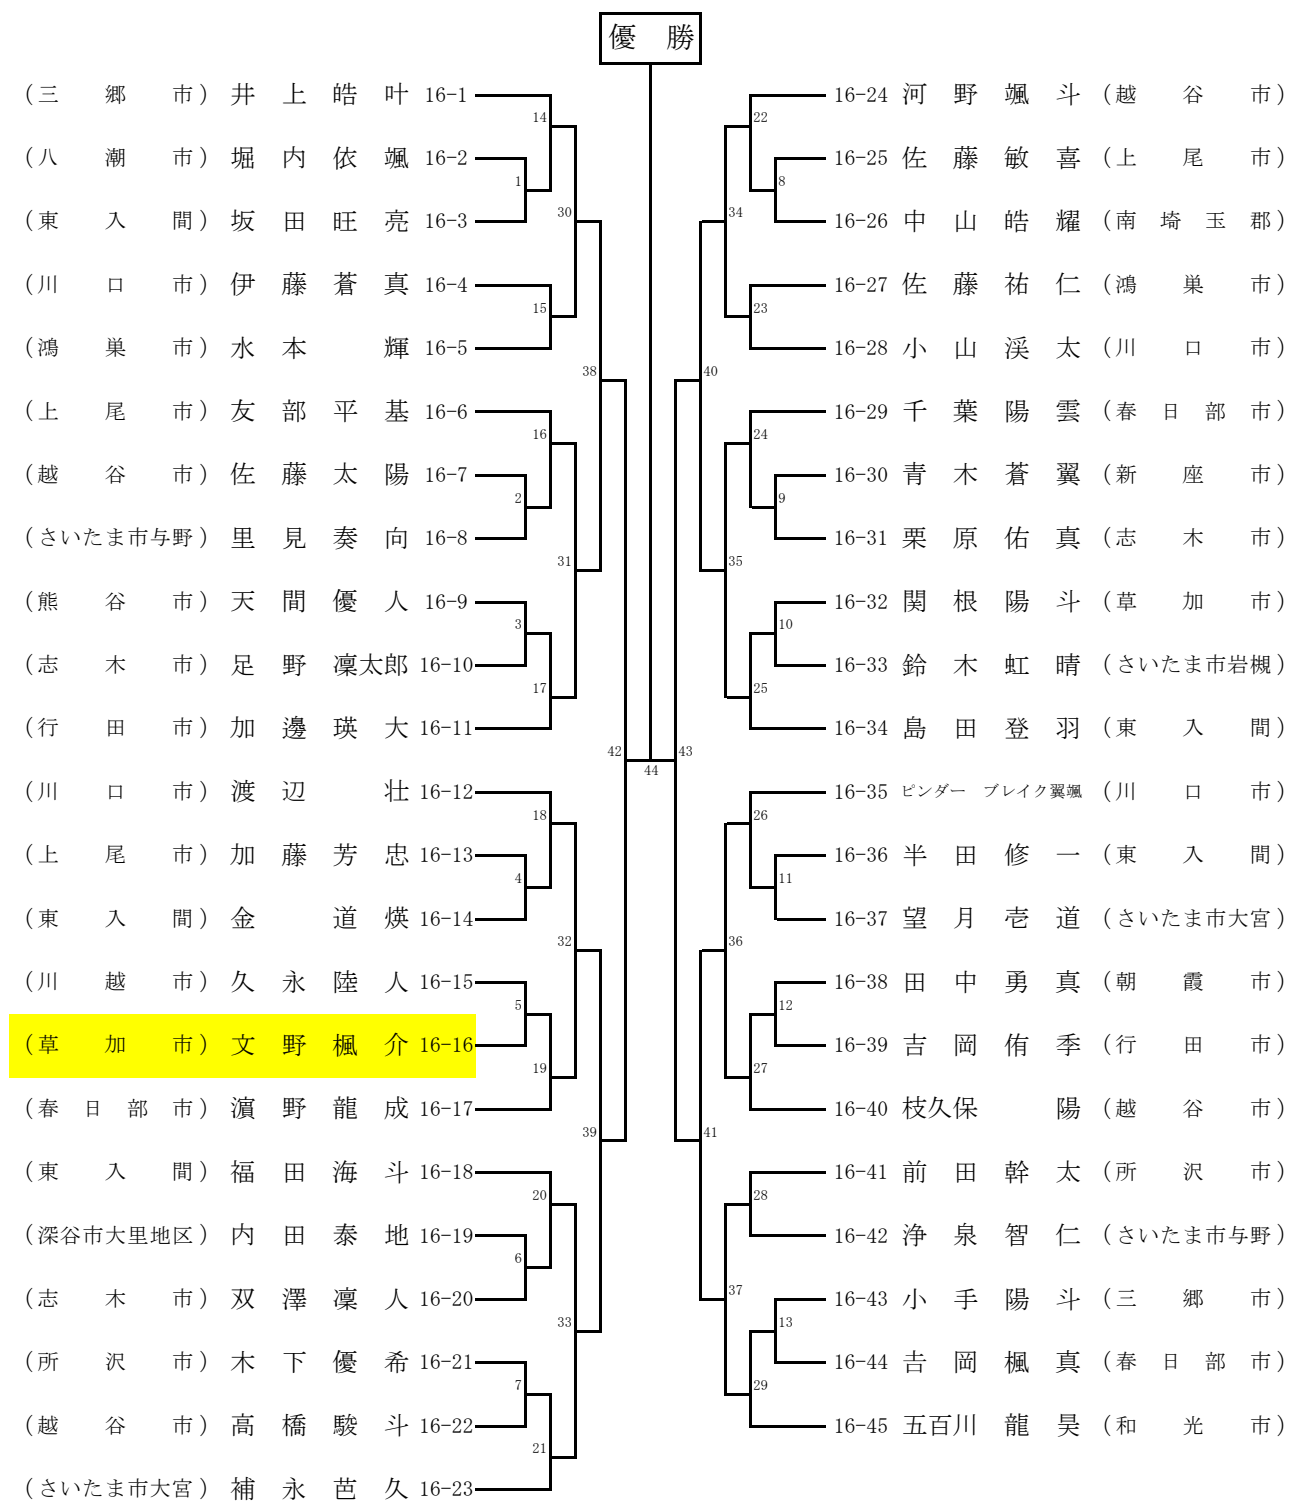 優 勝
(三 郷 市) 井 上 皓 叶 16-1
14
(八 潮 市) 堀 内 依 颯 16-2
1
(東 入 間) 坂 田 旺 亮 16-3
30
(川 口 市) 伊 藤 蒼 真 16-4
15
(鴻 巣 市) 水 本 輝 16-5
38
(上 尾 市) 友 部 平 基 16-6
16
(越 谷 市) 佐 藤 太 陽 16-7
2
(さいたま市与野) 里 見 奏 向 16-8
31
(熊 谷 市) 天 間 優 人 16-9
3
(志 木 市) 足 野 凜太郎 16-10
17
(行 田 市) 加 邊 瑛 大 16-11
42
(川 口 市) 渡 辺 壮 16-12
18
(上 尾 市) 加 藤 芳 忠 16-13
4
(東 入 間) 金 道 煐 16-14
32
(川 越 市) 久 永 陸 人 16-15
5
(草 加 市) 文 野 楓 介 16-16
19
(春 日 部 市) 濵 野 龍 成 16-17
39
(東 入 間) 福 田 海 斗 16-18
20
(深谷市大里地区) 内 田 泰 地 16-19
6
(志 木 市) 双 澤 凜 人 16-20
33
(所 沢 市) 木 下 優 希 16-21
7
(越 谷 市) 高 橋 駿 斗 16-22
21
(さいたま市大宮) 補 永 芭 久 16-23
44
16-24 河 野 颯 斗 (越 谷 市)
22
16-25 佐 藤 敏 喜 (上 尾 市)
8
16-26 中 山 皓 耀 (南 埼 玉 郡)
34
16-27 佐 藤 祐 仁 (鴻 巣 市)
23
16-28 小 山 渓 太 (川 口 市)
40
16-29 千 葉 陽 雲 (春 日 部 市)
24
16-30 青 木 蒼 翼 (新 座 市)
9
16-31 栗 原 佑 真 (志 木 市)
35
16-32 関 根 陽 斗 (草 加 市)
10
16-33 鈴 木 虹 晴 (さいたま市岩槻)
25
16-34 島 田 登 羽 (東 入 間)
43
16-35 ピンダー ブレイク翼颯 (川 口 市)
26
16-36 半 田 修 一 (東 入 間)
11
16-37 望 月 壱 道 (さいたま市大宮)
36
16-38 田 中 勇 真 (朝 霞 市)
12
16-39 吉 岡 侑 季 (行 田 市)
27
16-40 枝久保 陽 (越 谷 市)
41
16-41 前 田 幹 太 (所 沢 市)
28
16-42 浄 泉 智 仁 (さいたま市与野)
37
16-43 小 手 陽 斗 (三 郷 市)
13
16-44 𠮷 岡 楓 真 (春 日 部 市)
29
16-45 五百川 龍 昊 (和 光 市)